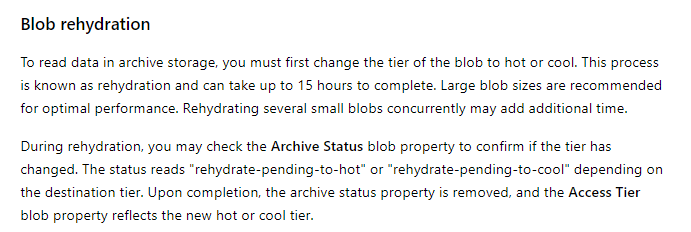 Blob rehydration
To read data in archive storage, you must first change the tier of the blob to hot or cool. This process
is known as rehydration and can take up to 15 hours to complete. Large blob sizes are recommended
for optimal performance. Rehydrating several small blobs concurrently may add additional time.
During rehydration, you may check the Archive Status blob property to confirm if the tier has
changed. The status reads "rehydrate-pending-to-hot" or "rehydrate-pending-to-cool" depending on
the destination tier. Upon completion, the archive status property is removed, and the Access Tier
blob property reflects the new hot or cool tier.